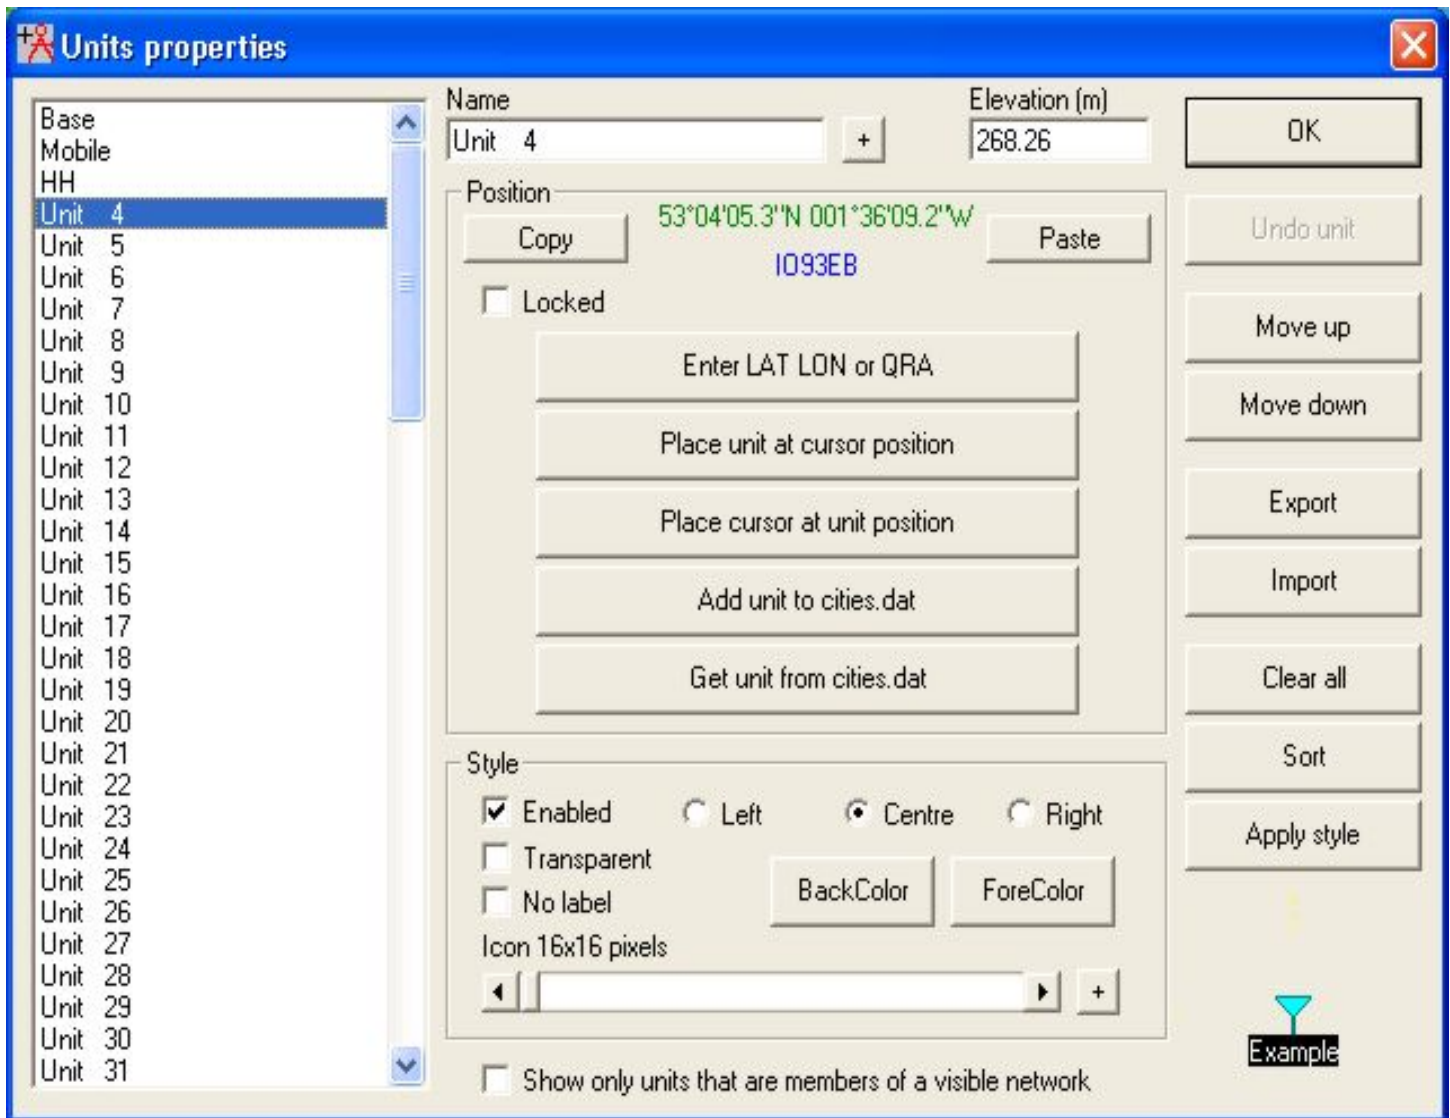 Units properties
Base
Mobile
HH
Unit 4
Unit 5
Unit 6
Unit 7
Unit 8
Unit 9
Unit 10
Unit 11
Unit 12
Unit 13
Unit 14
Unit 15
Unit 16
Unit 17
Unit 18
Unit 19
Unit 20
Unit 21
Unit 22
Unit 23
Unit 24
Unit 25
Unit 26
Unit 27
Unit 28
Unit 29
Unit 30
Unit 31
Name
Unit 4
+
Elevation (m)
268.26
Position
Copy
53°04'05.3''N 001°36'09.2''W
IO93EB
Paste
Locked
Enter LAT LON or QRA
Place unit at cursor position
Place cursor at unit position
Add unit to cities.dat
Get unit from cities.dat
Style
Enabled
Left
Centre
Right
Transparent
No label
BackColor
ForeColor
Icon 16x16 pixels
+
Show only units that are members of a visible network
OK
Undo unit
Move up
Move down
Export
Import
Clear all
Sort
Apply style
Example